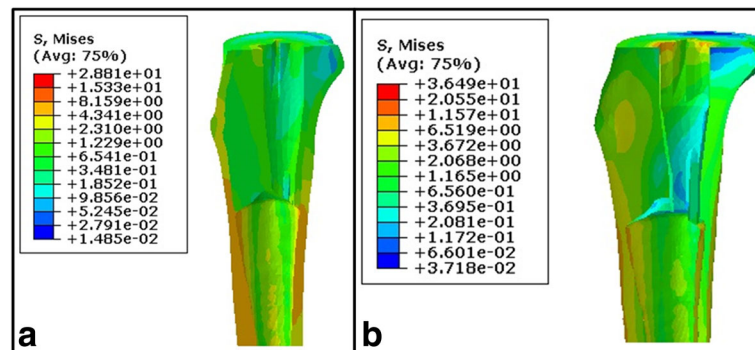 S, Mises
(Avg: 75%)
+2.881e+01
+1.533e+01
+8.159e+00
+4.341e+00
+2.310e+00
+1.229e+00
+6.541e-01
+3.481e-01
+1.852e-01
+9.856e-02
+5.245e-02
+2.791e-02
+1.485e-02
a
S, Mises
(Avg: 75%)
+3.649e+01
+2.055e+01
+1.157e+01
+6.519e+00
+3.672e+00
+2.068e+00
+1.165e+00
+6.560e-01
+3.695e-01
+2.081e-01
+1.172e-01
+6.601e-02
+3.718e-02
b